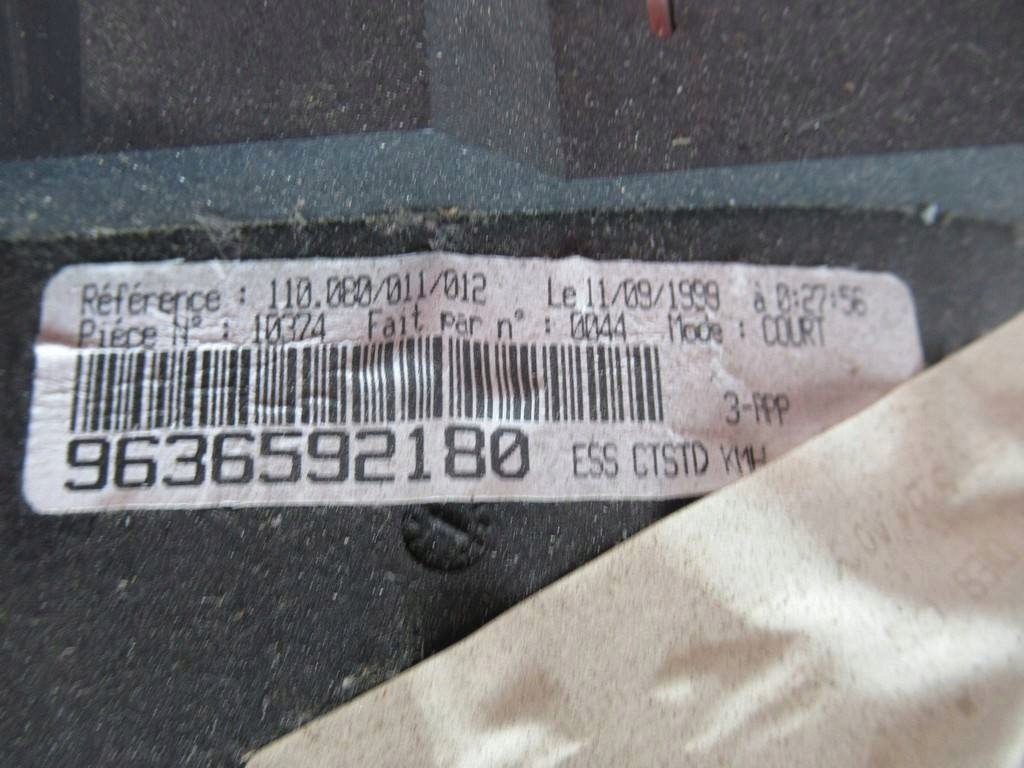 Référence : 110.080/011/012 Le 11/09/1999 à 0:27:56
Pièce N° : 10374 Fait par n° : 0044 Mode : COURT
3-APP
9636592180 ESS CTSTD KMH